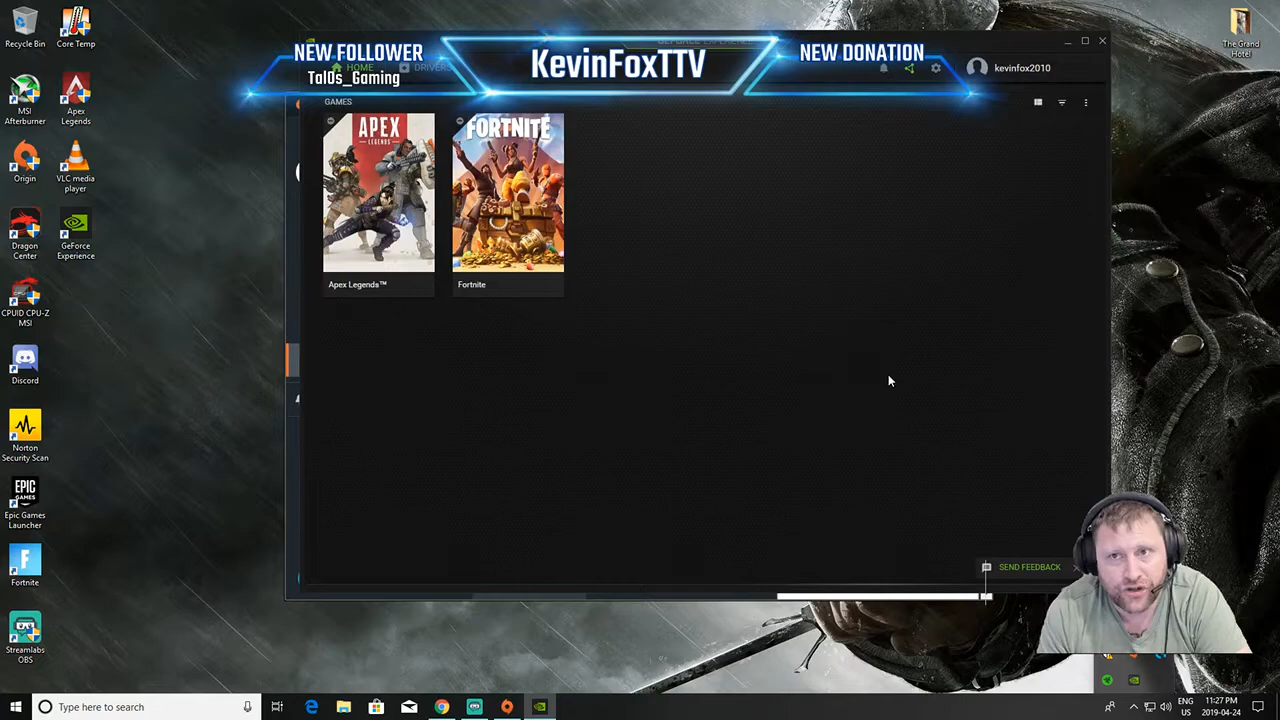 Recycle Bin
Core Temp
MSI
Afterburner
Apex
Legends
Origin
VLC media
player
Dragon
Center
GeForce
Experience
CPUID CPU-Z
MSI
Discord
Norton
Security Scan
EPIC
GAMES
Epic Games
Launcher
Fortnite
Streamlabs
OBS
NEW FOLLOWER
TalOs_Gaming
KevinFoxTTV
NEW DONATION
HOME
DRIVERS
kevinfox2010
GAMES
APEX
LEGENDS
FORTNITE
Apex Legends™
Fortnite
SEND FEEDBACK
The Grand
Hotel
Type here to search
ENG
US
11:27 PM
2019-04-24